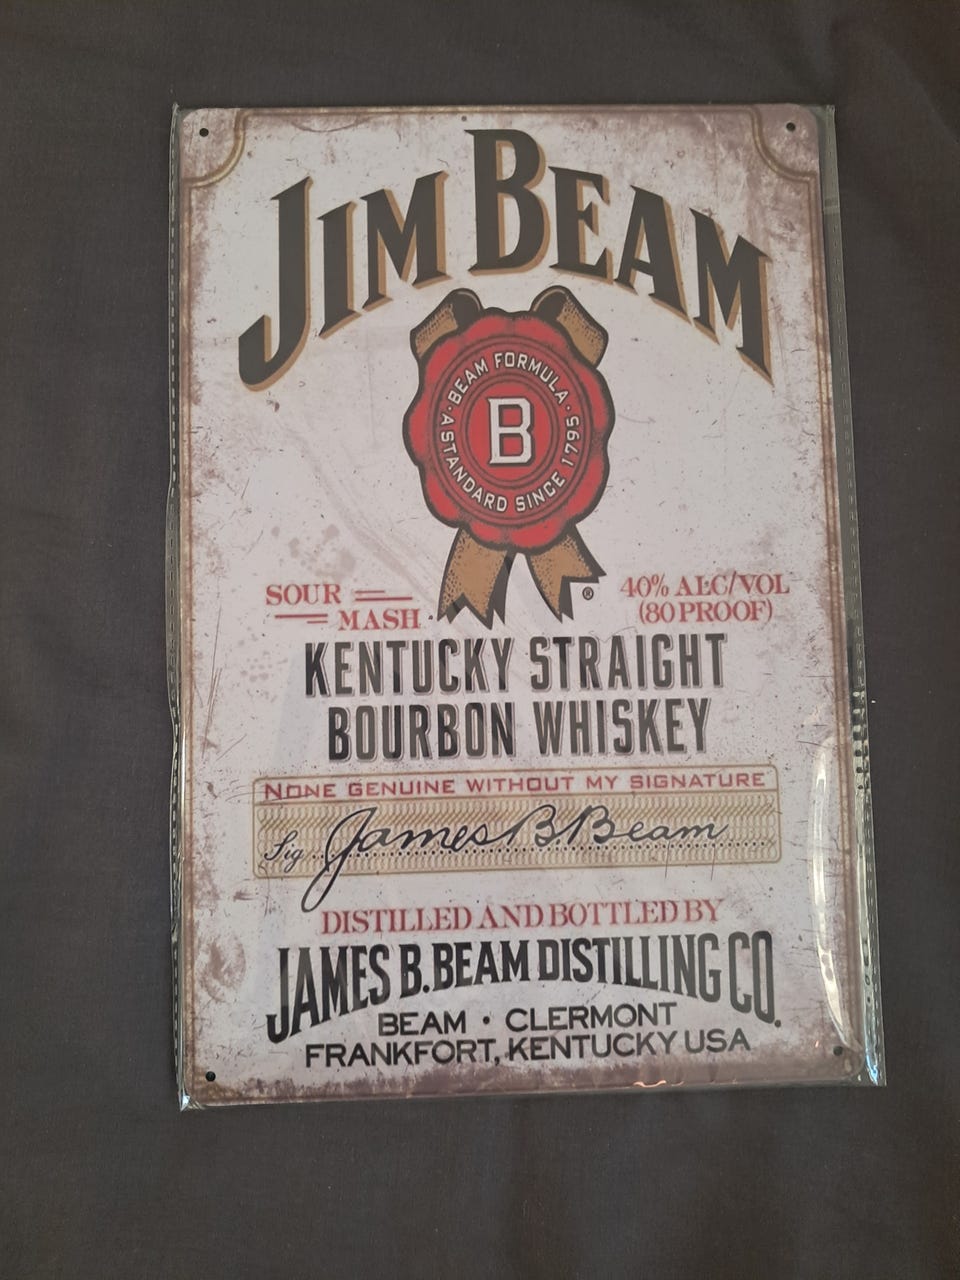 JIM BEAM
BEAM FORMULA
B
A STANDARD SINCE 1795
SOUR
MASH
®
40% ALC/VOL
(80 PROOF)
KENTUCKY STRAIGHT
BOURBON WHISKEY
NONE GENUINE WITHOUT MY SIGNATURE
Sig. James B. Beam
DISTILLED AND BOTTLED BY
JAMES B. BEAM DISTILLING CO.
BEAM • CLERMONT
FRANKFORT, KENTUCKY USA